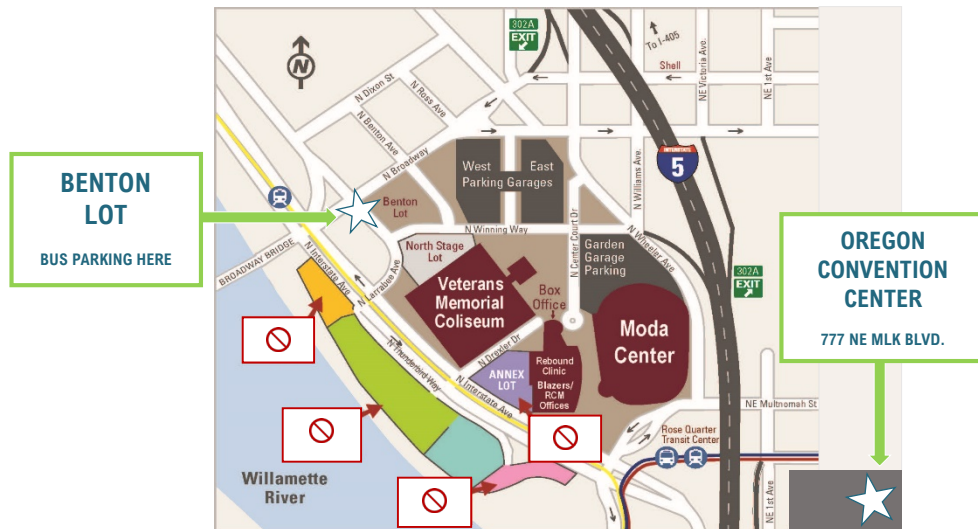 BENTON
LOT
BUS PARKING HERE
OREGON
CONVENTION
CENTER
777 NE MLK BLVD.
302A
EXIT
To I-405
N
N Dixon St
N Ross Ave
N Benton Ave
N Broadway
Shell
NE Victoria Ave.
NE 1st Ave
N Williams Ave.
INTERSTATE
5
West
East
Parking Garages
Benton
Lot
N Winning Way
N Center Court Dr
N Wheeler Ave
BROADWAY BRIDGE
N Interstate Ave
N Larrabee Ave
North Stage
Lot
Garden
Garage
Parking
302A
EXIT
Veterans
Memorial
Coliseum
Box
Office
Moda
Center
N Drexler Dr
N Thunderbird Way
N Interstate Ave
ANNEX
LOT
Rebound
Clinic
Blazers/
RCM
Offices
NE Multnomah St
Rose Quarter
Transit Center
Willamette
River
NE 1st Ave